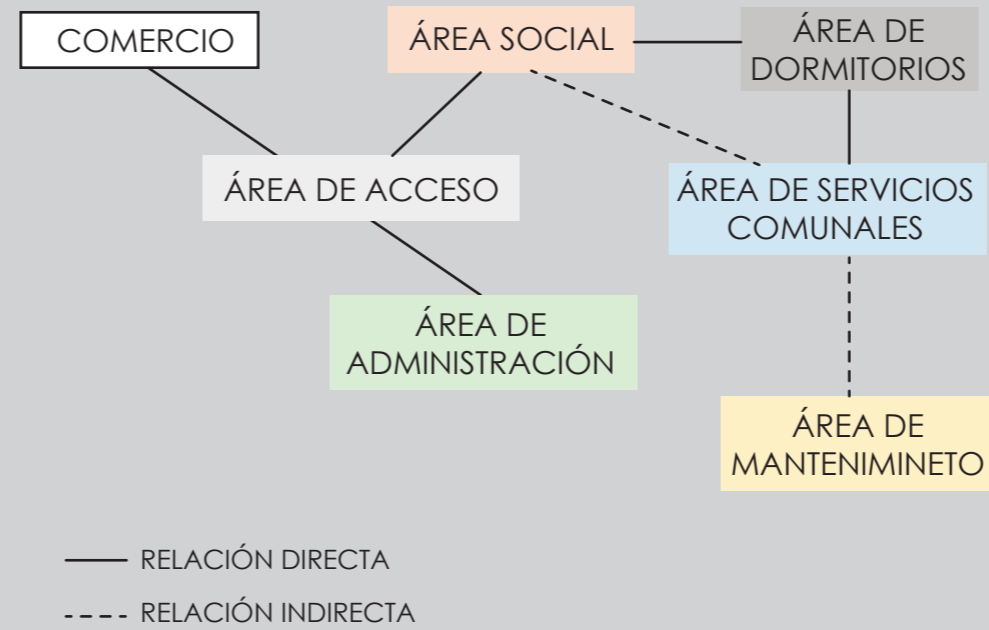 COMERCIO
ÁREA SOCIAL
ÁREA DE
DORMITORIOS
ÁREA DE ACCESO
ÁREA DE SERVICIOS
COMUNALES
ÁREA DE
ADMINISTRACIÓN
ÁREA DE
MANTENIMINETO
RELACIÓN DIRECTA
RELACIÓN INDIRECTA